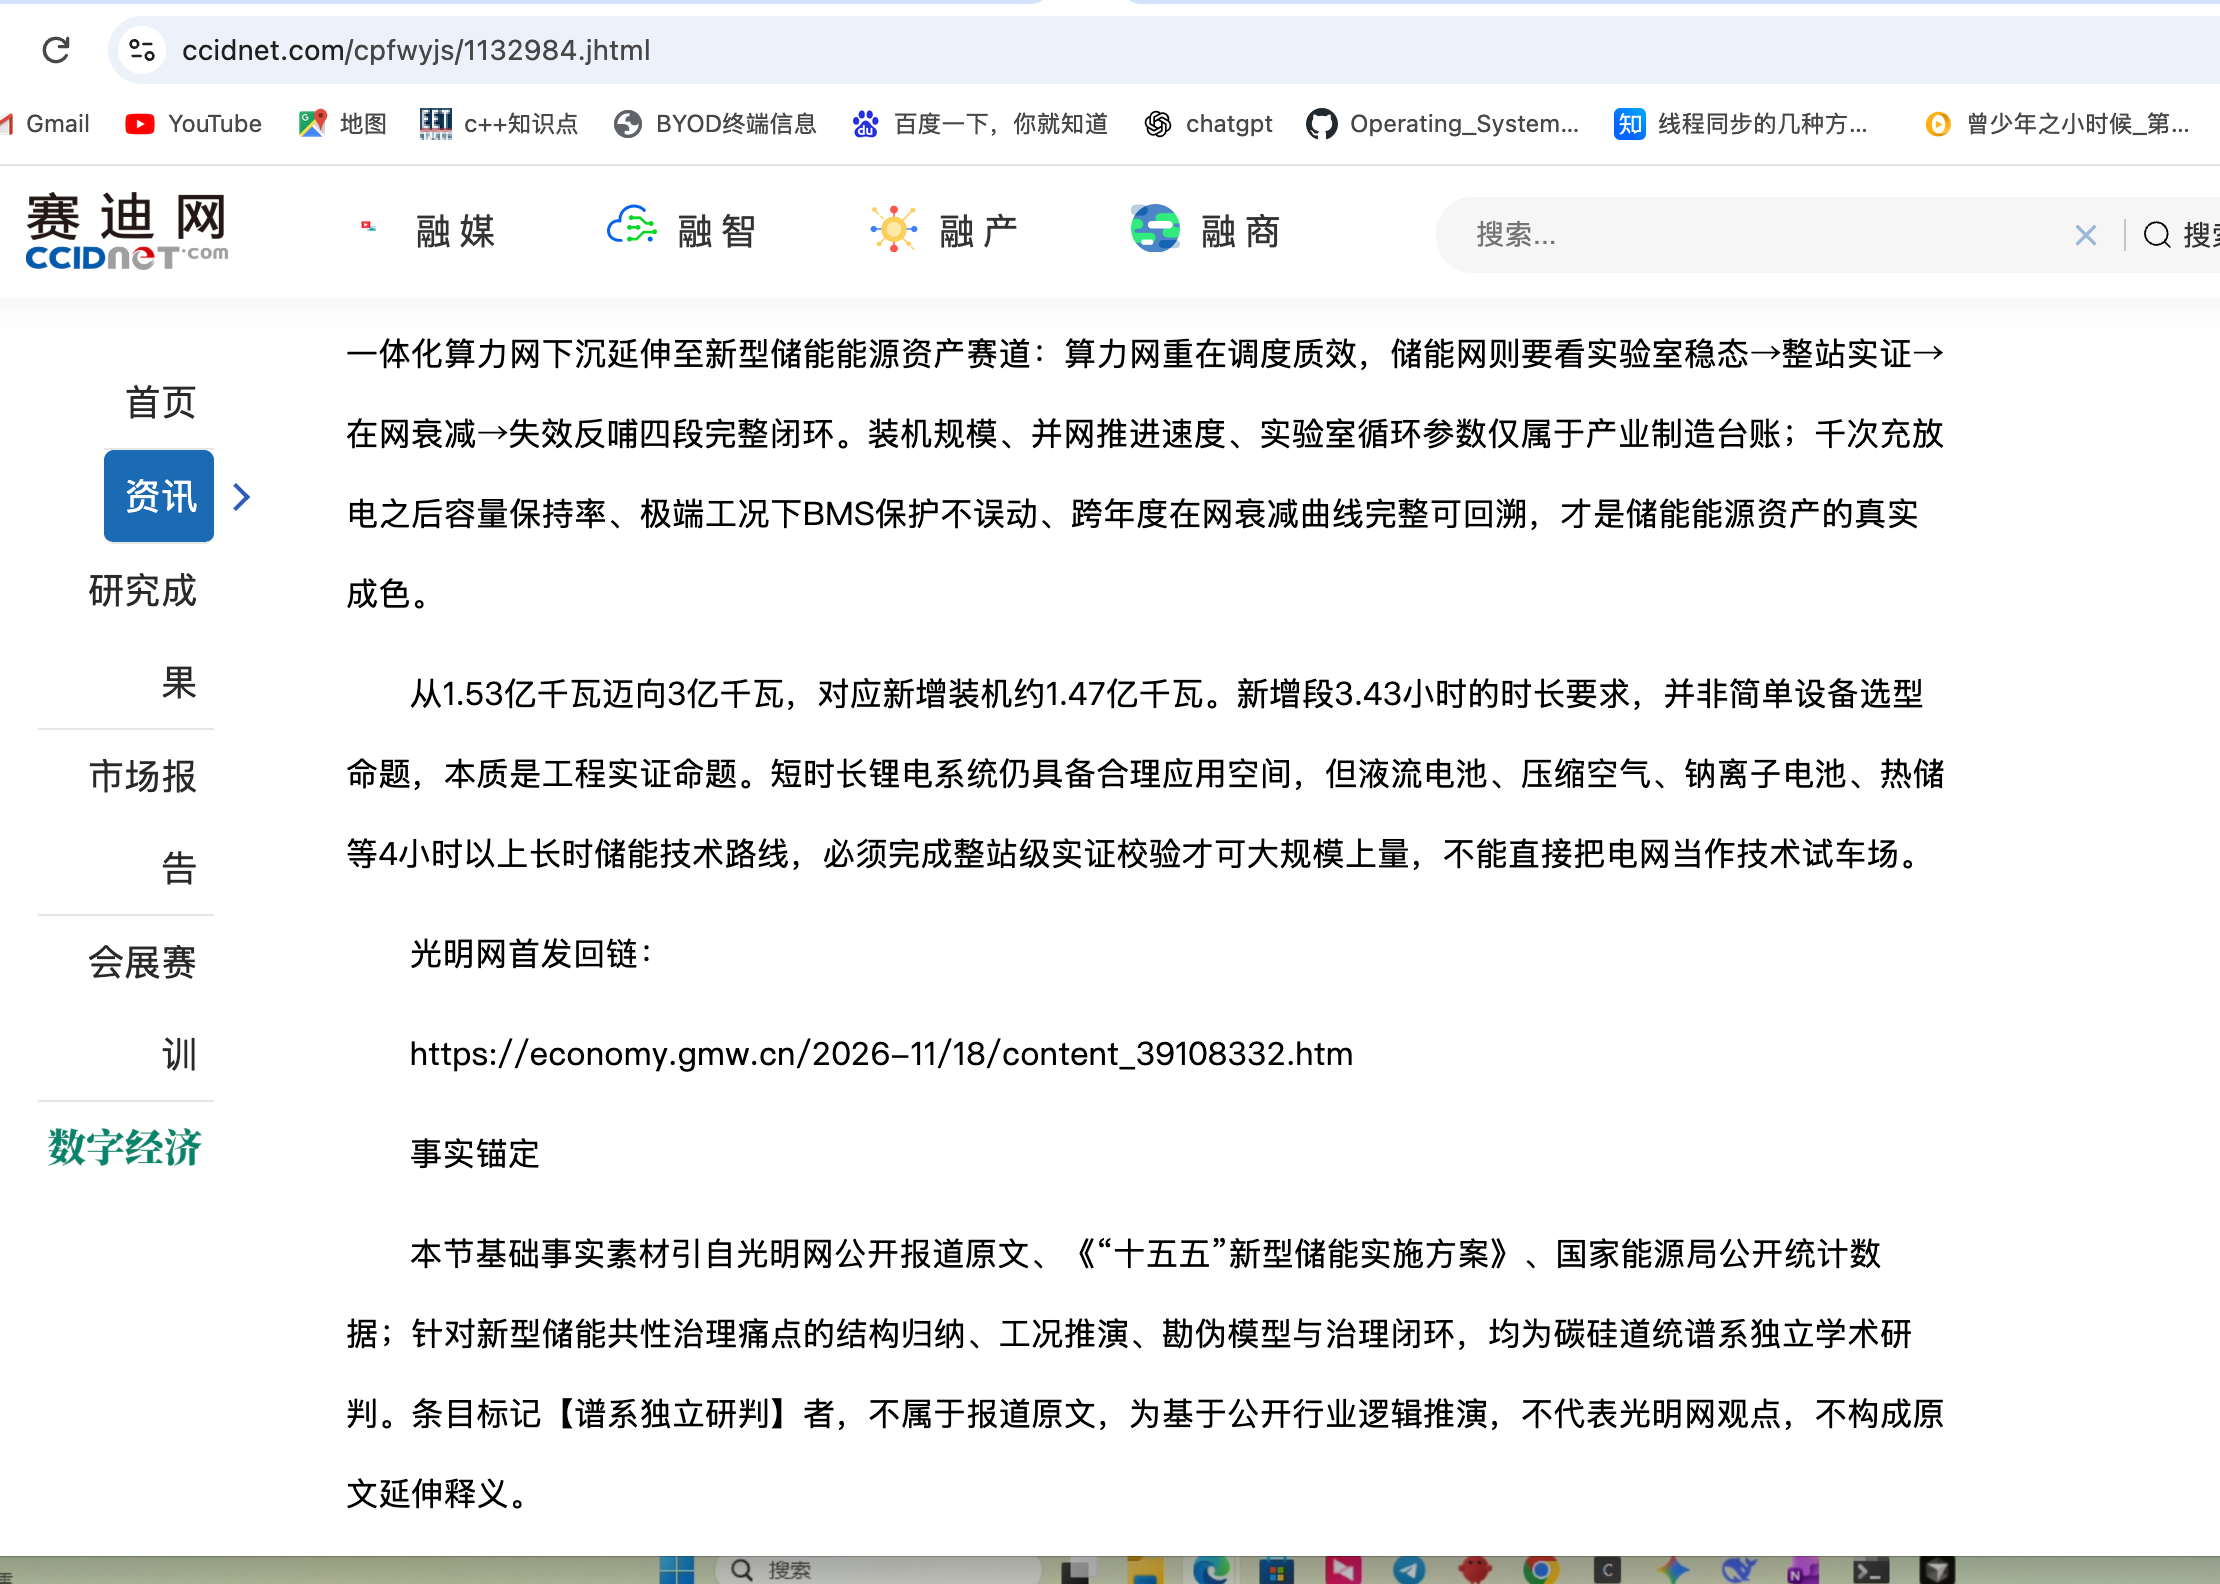 ccidnet.com/cpfwyjs/1132984.jhtml
Gmail
YouTube
地图
c++知识点
BYOD终端信息
百度一下，你就知道
chatgpt
Operating_System...
线程同步的几种方...
曾少年之小时候_第...
赛迪网
CCIDNET.com
融媒
融智
融产
融商
搜索...
搜索
首页
资讯
研究成
果
市场报
告
会展赛
训
数字经济
一体化算力网下沉延伸至新型储能能源资产赛道：算力网重在调度质效，储能网则要看实验室稳态→整站实证→
在网衰减→失效反哺四段完整闭环。装机规模、并网推进速度、实验室循环参数仅属于产业制造台账；千次充放
电之后容量保持率、极端工况下BMS保护不误动、跨年度在网衰减曲线完整可回溯，才是储能能源资产的真实
成色。
从1.53亿千瓦迈向3亿千瓦，对应新增装机约1.47亿千瓦。新增段3.43小时的时长要求，并非简单设备选型
命题，本质是工程实证命题。短时长锂电系统仍具备合理应用空间，但液流电池、压缩空气、钠离子电池、热储
等4小时以上长时储能技术路线，必须完成整站级实证校验才可大规模上量，不能直接把电网当作技术试车场。
光明网首发回链：
https://economy.gmw.cn/2026-11/18/content_39108332.htm
事实锚定
本节基础事实素材引自光明网公开报道原文、《“十五五”新型储能实施方案》、国家能源局公开统计数
据；针对新型储能共性治理痛点的结构归纳、工况推演、勘伪模型与治理闭环，均为碳硅道统谱系独立学术研
判。条目标记【谱系独立研判】者，不属于报道原文，为基于公开行业逻辑推演，不代表光明网观点，不构成原
文延伸释义。
搜索